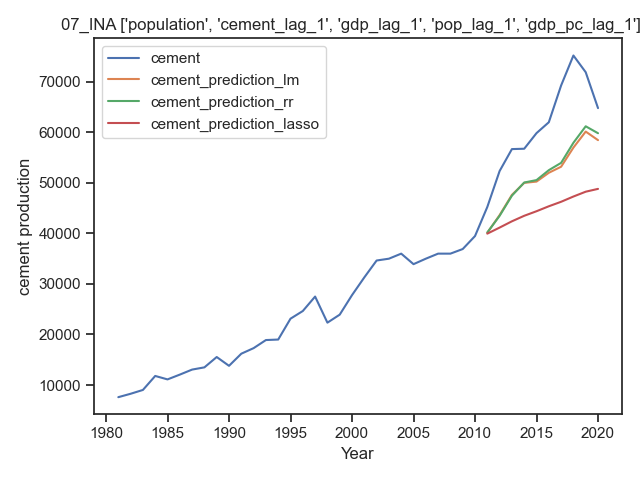 07_INA ['population', 'cement_lag_1', 'gdp_lag_1', 'pop_lag_1', 'gdp_pc_lag_1']
cement
cement_prediction_lm
cement_prediction_rr
cement_prediction_lasso
cement production
70000
60000
50000
40000
30000
20000
10000
1980 1985 1990 1995 2000 2005 2010 2015 2020
Year